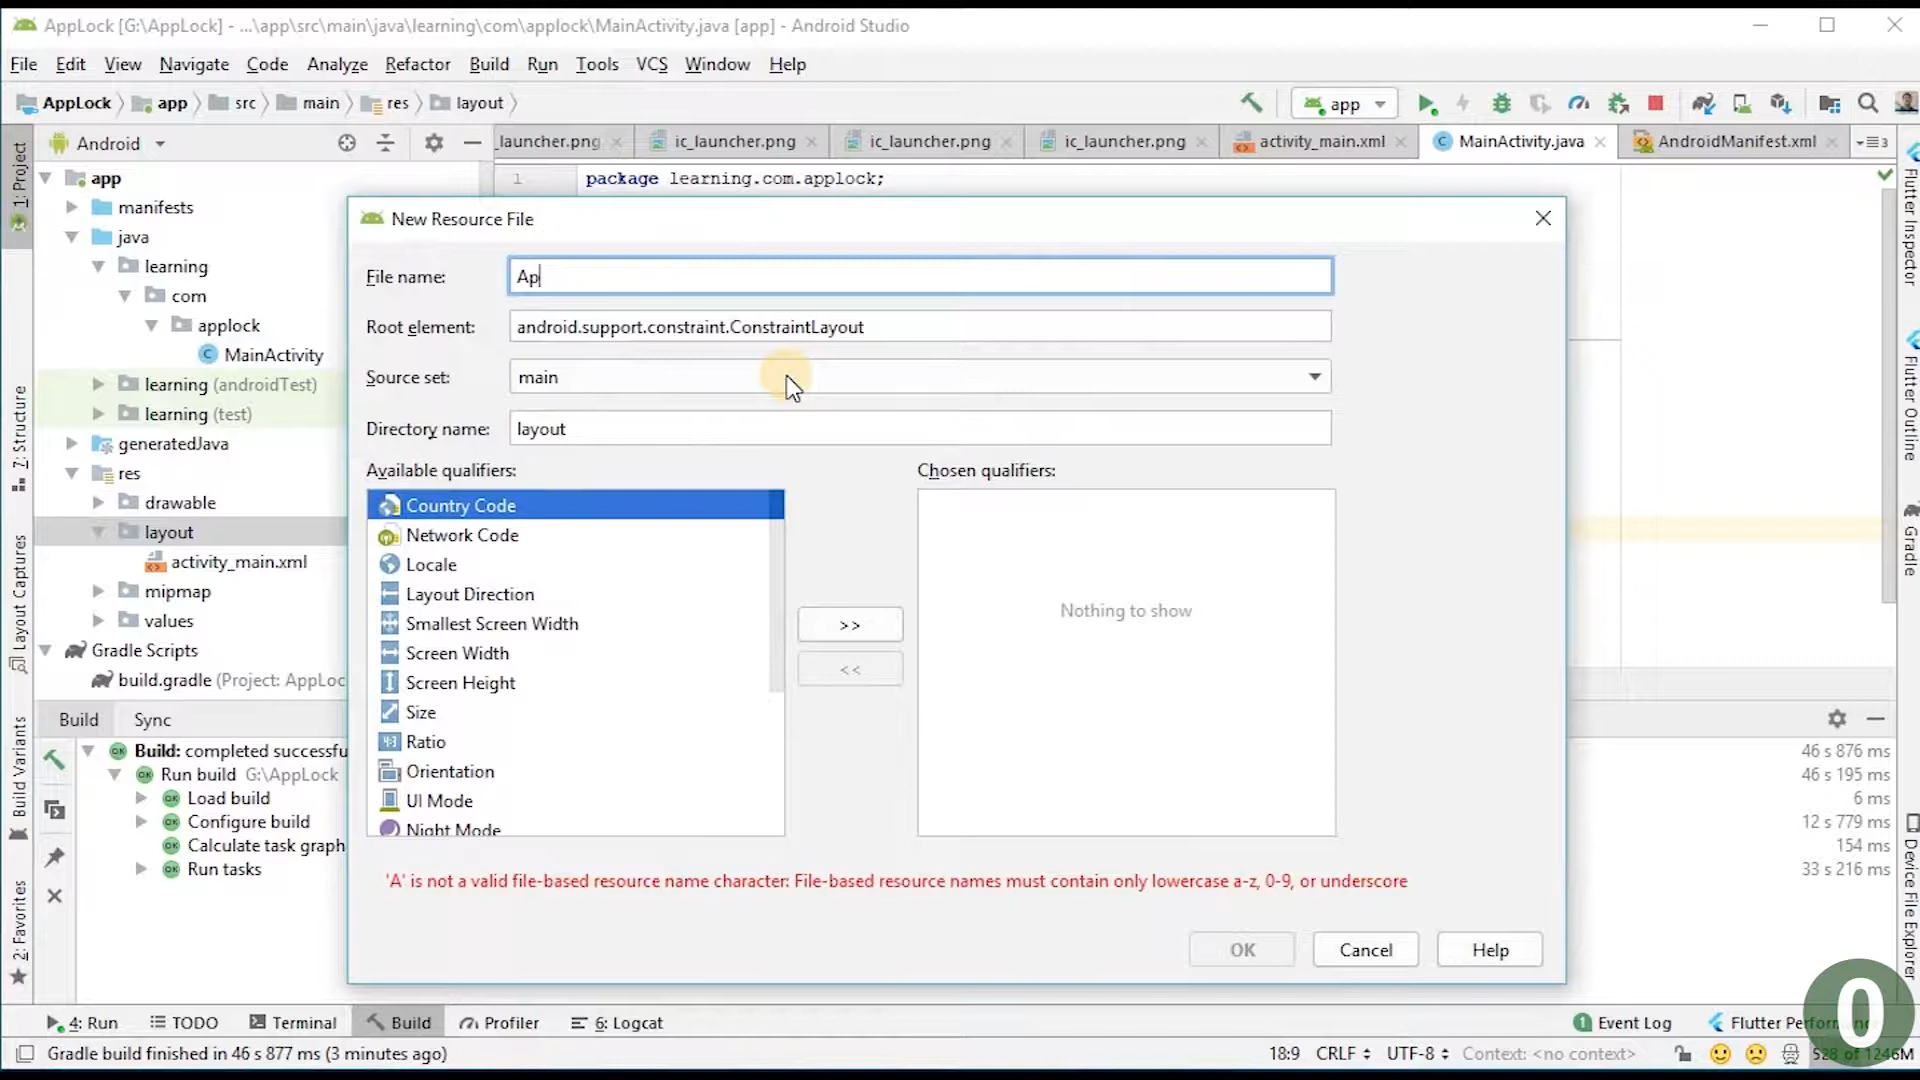 AppLock [G:\AppLock] - ...\app\src\main\java\learning\com\applock\MainActivity.java [app] - Android Studio
File Edit View Navigate Code Analyze Refactor Build Run Tools VCS Window Help
AppLock app src main res layout
app
Android
_launcher.png ic_launcher.png ic_launcher.png ic_launcher.png activity_main.xml MainActivity.java AndroidManifest.xml
3
1 package learning.com.applock;
app
manifests
java
learning
com
applock
MainActivity
learning (androidTest)
learning (test)
generatedJava
res
drawable
layout
activity_main.xml
mipmap
values
Gradle Scripts
build.gradle (Project: AppLoc
1: Project
7: Structure
Layout Captures
Build Variants
2: Favorites
New Resource File
File name: Ap
Root element: android.support.constraint.ConstraintLayout
Source set: main
Directory name: layout
Available qualifiers: Chosen qualifiers:
Country Code
Network Code
Locale
Layout Direction
Smallest Screen Width
Screen Width
Screen Height
Size
Ratio
Orientation
UI Mode
Night Mode
>>
<<
Nothing to show
'A' is not a valid file-based resource name character: File-based resource names must contain only lowercase a-z, 0-9, or underscore
OK Cancel Help
Flutter Inspector
Flutter Outline
Gradle
Device File Explorer
Build Sync
Build: completed successfu 46 s 876 ms
Run build G:\AppLock 46 s 195 ms
Load build 6 ms
Configure build 12 s 779 ms
Calculate task graph 154 ms
Run tasks 33 s 216 ms
4: Run TODO Terminal Build Profiler 6: Logcat 1 Event Log Flutter Perform
Gradle build finished in 46 s 877 ms (3 minutes ago) 18:9 CRLF UTF-8 Context: <no context> 528 of 1246M
0